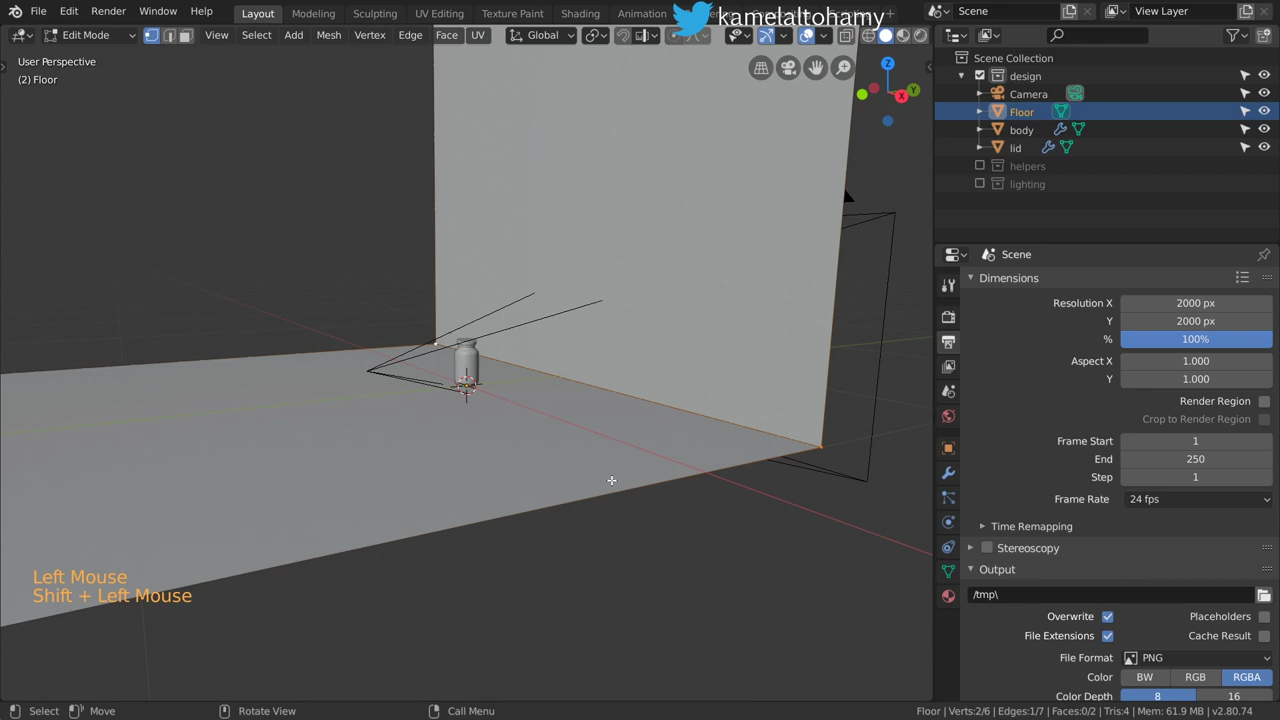 File Edit Render Window Help Layout Modeling Sculpting UV Editing Texture Paint Shading Animation
kamelaltohamy
Scene View Layer
Edit Mode View Select Add Mesh Vertex Edge Face UV Global
User Perspective
(2) Floor
Z
Y
X
Scene Collection
design
Camera
Floor
body
lid
helpers
lighting
Scene
Dimensions
Resolution X 2000 px
Y 2000 px
% 100%
Aspect X 1.000
Y 1.000
Render Region
Crop to Render Region
Frame Start 1
End 250
Step 1
Frame Rate 24 fps
Time Remapping
Stereoscopy
Output
/tmp\
Overwrite Placeholders
File Extensions Cache Result
File Format PNG
Color BW RGB RGBA
Color Depth 8 16
Left Mouse
Shift + Left Mouse
Select Move Rotate View Call Menu Floor | Verts:2/6 | Edges:1/7 | Faces:0/2 | Tris:4 | Mem: 61.9 MB | v2.80.74